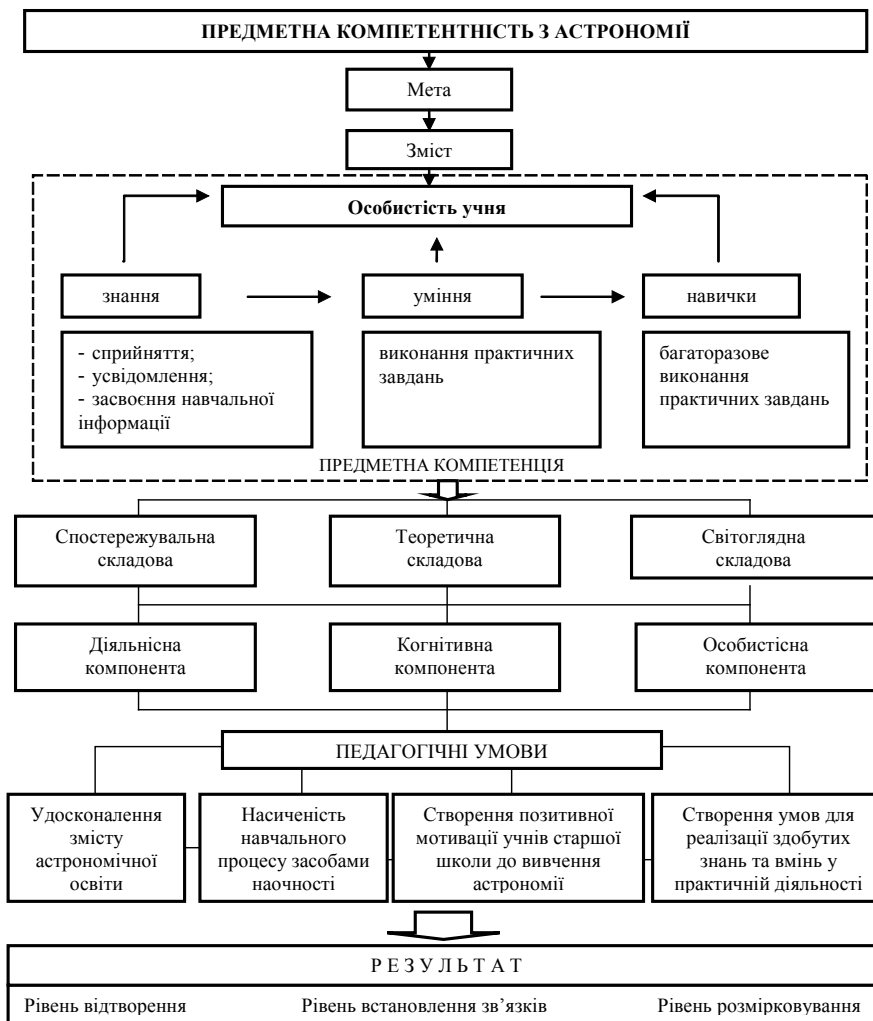 ПРЕДМЕТНА КОМПЕТЕНТНІСТЬ З АСТРОНОМІЇ
Мета
Зміст
Особистість учня
знання
уміння
навички
- сприйняття;
- усвідомлення;
- засвоєння навчальної
інформації
виконання практичних
завдань
багаторазове
виконання
практичних завдань
ПРЕДМЕТНА КОМПЕТЕНЦІЯ
Спостережувальна
складова
Теоретична
складова
Світоглядна
складова
Діяльнісна
компонента
Когнітивна
компонента
Особистісна
компонента
ПЕДАГОГІЧНІ УМОВИ
Удосконалення
змісту
астрономічної
освіти
Насиченість
навчального
процесу засобами
наочності
Створення позитивної
мотивації учнів старшої
школи до вивчення
астрономії
Створення умов для
реалізації здобутих
знань та вмінь у
практичній діяльності
Р Е З У Л Ь Т А Т
Рівень відтворення
Рівень встановлення зв’язків
Рівень розмірковування